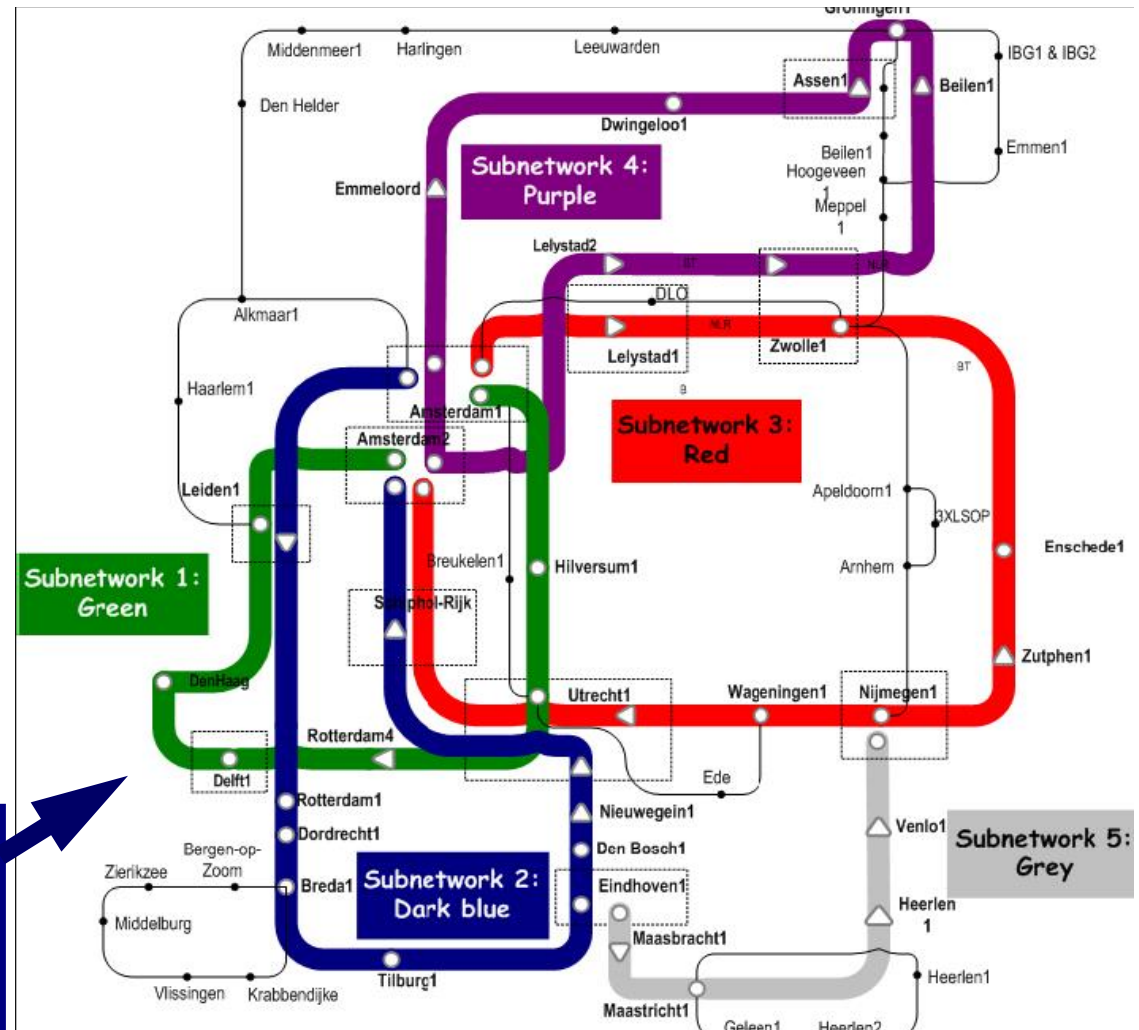 Groningen1
Middenmeer1
Harlingen
Leeuwarden
IBG1 & IBG2
Assen1
Beilen1
Den Helder
Dwingeloo1
Subnetwork 4:
Purple
Beilen1
Hoogeveen
1
Emmen1
Emmeloord
Meppel
1
Lelystad2
BT
NLR
DLO
Alkmaar1
NLR
Lelystad1
Zwolle1
BT
Haarlem1
B
Amsterdam1
Subnetwork 3:
Red
Amsterdam2
Leiden1
Apeldoorn1
3XLSOP
Breukelen1
Hilversum1
Arnhem
Enschede1
Subnetwork 1:
Green
Schiphol-Rijk
DenHaag
Utrecht1
Wageningen1
Nijmegen1
Zutphen1
Rotterdam4
Delft1
Ede
Rotterdam1
Nieuwegein1
Venlo1
Subnetwork 5:
Grey
Dordrecht1
Den Bosch1
Bergen-op-
Zoom
Zierikzee
Breda1
Subnetwork 2:
Dark blue
Eindhoven1
Heerlen
1
Middelburg
Maasbracht1
Tilburg1
Heerlen1
Vlissingen
Krabbendijke
Maastricht1
Geleen1
Heerlen2